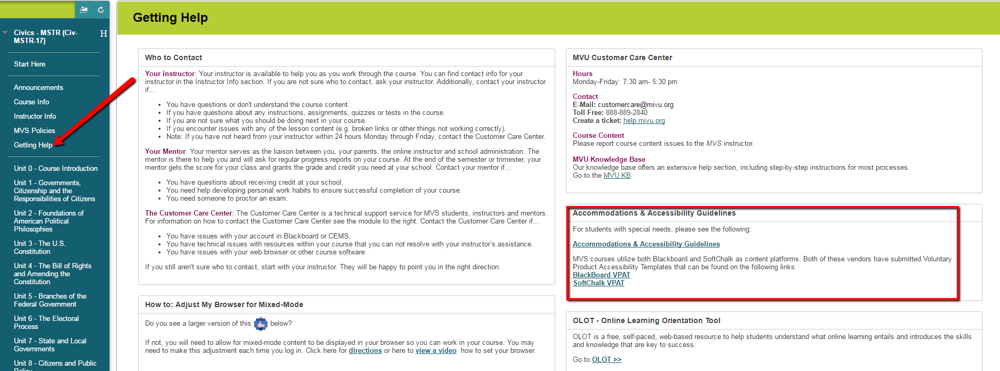 Civics - MSTR (Civ-
MSTR-17)
H
Start Here
Announcements
Course Info
Instructor Info
MVS Policies
Getting Help
Unit 0 - Course Introduction
Unit 1 - Governments,
Citizenship and the
Responsibilities of Citizens
Unit 2 - Foundations of
American Political
Philosophies
Unit 3 - The U.S.
Constitution
Unit 4 - The Bill of Rights
and Amending the
Constitution
Unit 5 - Branches of the
Federal Government
Unit 6 - The Electoral
Process
Unit 7 - State and Local
Governments
Unit 8 - Citizens and Public
Policy
Getting Help
Who to Contact
Your instructor: Your instructor is available to help you as you work through the course. You can find contact info for your
instructor in the Instructor Info section. If you are not sure who to contact, ask your instructor. Additionally, contact your instructor
if...
• You have questions or don't understand the course content.
• If you have questions about any instructions, assignments, quizzes or tests in the course.
• If you are not sure what you should be doing next in your course.
• If you encounter issues with any of the lesson content (e.g. broken links or other things not working correctly).
• Note: If you have not heard from your instructor within 24 hours Monday through Friday, contact the Customer Care Center.
Your Mentor: Your mentor serves as the liaison between you, your parents, the online instructor and school administration. The
mentor is there to help you and will ask for regular progress reports on your course. At the end of the semester or trimester, your
mentor gets the score for your class and grants the grade and credit you need at your school. Contact your mentor if...
• You have questions about receiving credit at your school.
• You need help developing personal work habits to ensure successful completion of your course.
• You need someone to proctor an exam.
The Customer Care Center: The Customer Care Center is a technical support service for MVS students, instructors and mentors.
For information on how to contact the Customer Care Center see the module to the right. Contact the Customer Care Center if...
• You have issues with your account in Blackboard or CEMS.
• You have technical issues with resources within your course that you can not resolve with your instructor's assistance.
• You have issues with your web browser or other course software.
If you still aren't sure who to contact, start with your instructor. They will be happy to point you in the right direction.
How to: Adjust My Browser for Mixed-Mode
Do you see a larger version of this below?
If not, you will need to allow for mixed-mode content to be displayed in your browser so you can work in your course. You may
need to make this adjustment each time you log in. Click here for directions or here to view a video how to set your browser.
MVU Customer Care Center
Hours
Monday-Friday: 7:30 am- 5:30 pm
Contact
E-Mail: customercare@mivu.org
Toll Free: 888-889-2840
Create a ticket: help.mivu.org
Course Content
Please report course content issues to the MVS instructor.
MVU Knowledge Base
Our knowledge base offers an extensive help section, including step-by-step instructions for most processes.
Go to the MVU KB.
Accommodations & Accessibility Guidelines
For students with special needs, please see the following:
Accommodations & Accessibility Guidelines
MVS courses utilize both Blackboard and SoftChalk as content platforms. Both of these vendors have submitted Voluntary
Product Accessibility Templates that can be found on the following links:
BlackBoard VPAT
SoftChalk VPAT
OLOT - Online Learning Orientation Tool
OLOT is a free, self-paced, web-based resource to help students understand what online learning entails and introduces the skills
and knowledge that are key to success.
Go to OLOT >>